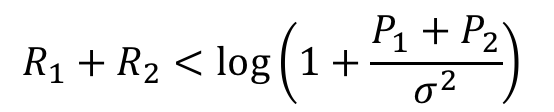 R₁ + R₂ < log(1 + (P₁ + P₂)/σ²)